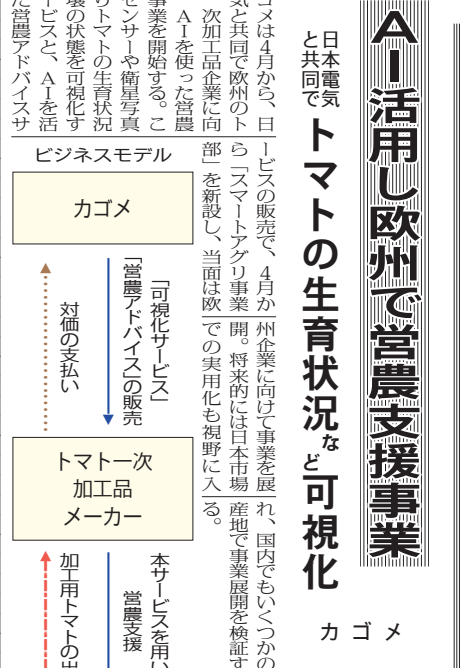 ＡＩ活用し欧州で営農支援事業
日本電気
と共同で
トマトの生育状況など可視化
カゴメ
ゴメは４月から、日
気と共同で欧州のト
次加工品企業に向
ＡＩを使った営農
事業を開始する。こ
センサーや衛星写真
らトマトの生育状況
壌の状態を可視化す
ービスと、ＡＩを活
た営農アドバイスサ
ービスの販売で、４月か
ら「スマートアグリ事業
部」を新設し、当面は欧
州企業に向けて事業を展
開。将来的には日本市場
での実用化も視野に入
れ、国内でもいくつかの
産地で事業展開を検証す
る。
ビジネスモデル
カゴメ
「可視化サービス」
「営農アドバイス」の販売
対価の支払い
トマト一次
加工品
メーカー
本サービスを用い
営農支援
加工用トマトの出